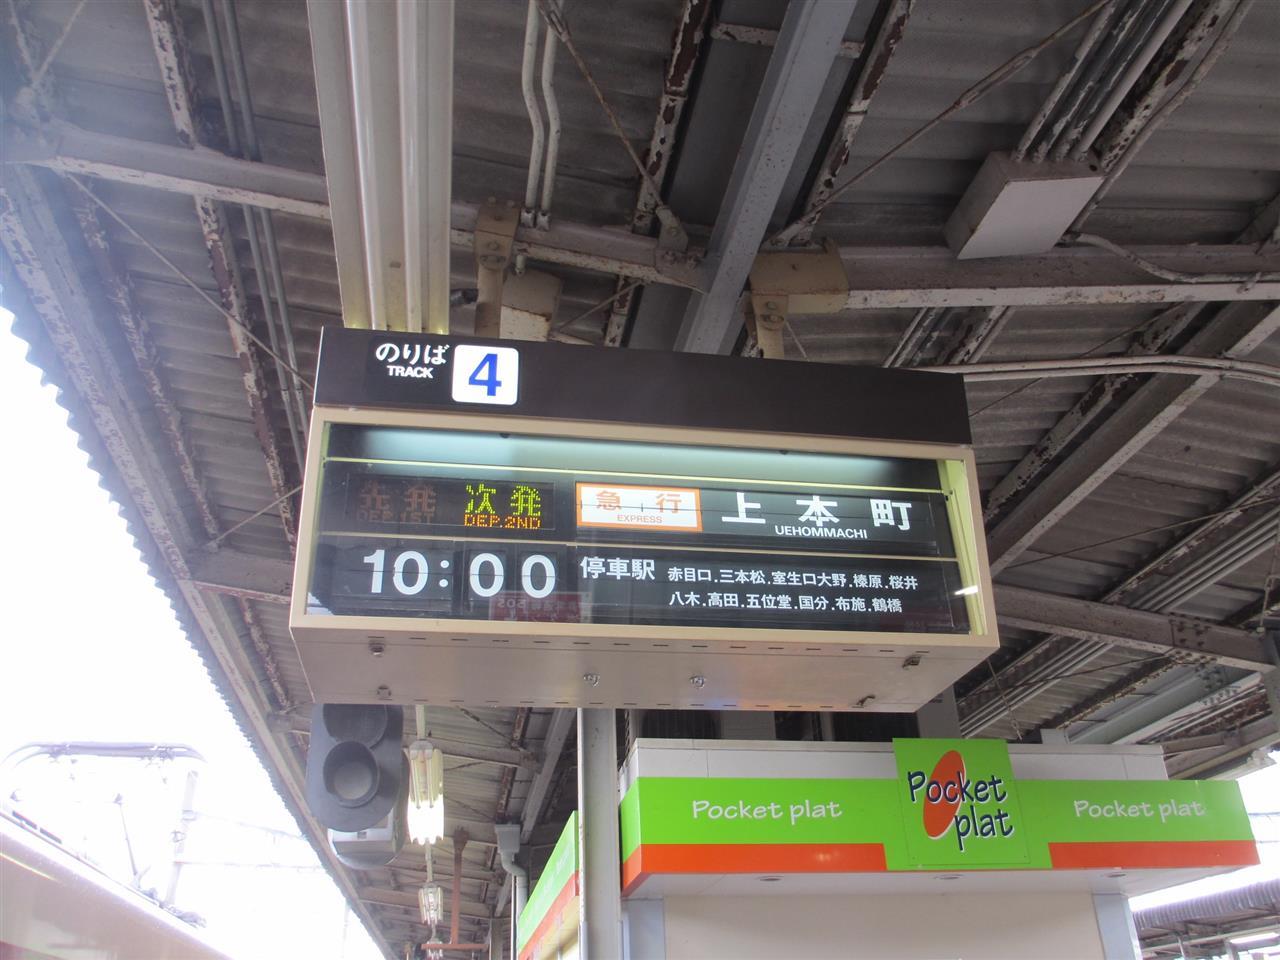 のりば
TRACK
4
先発 次発
DEP.1ST DEP.2ND
急行
EXPRESS
上本町
UEHOMMACHI
10:00
停車駅 赤目口.三本松.室生口大野.榛原.桜井
八木.高田.五位堂.国分.布施.鶴橋
Pocket plat
Pocket plat
Pocket plat